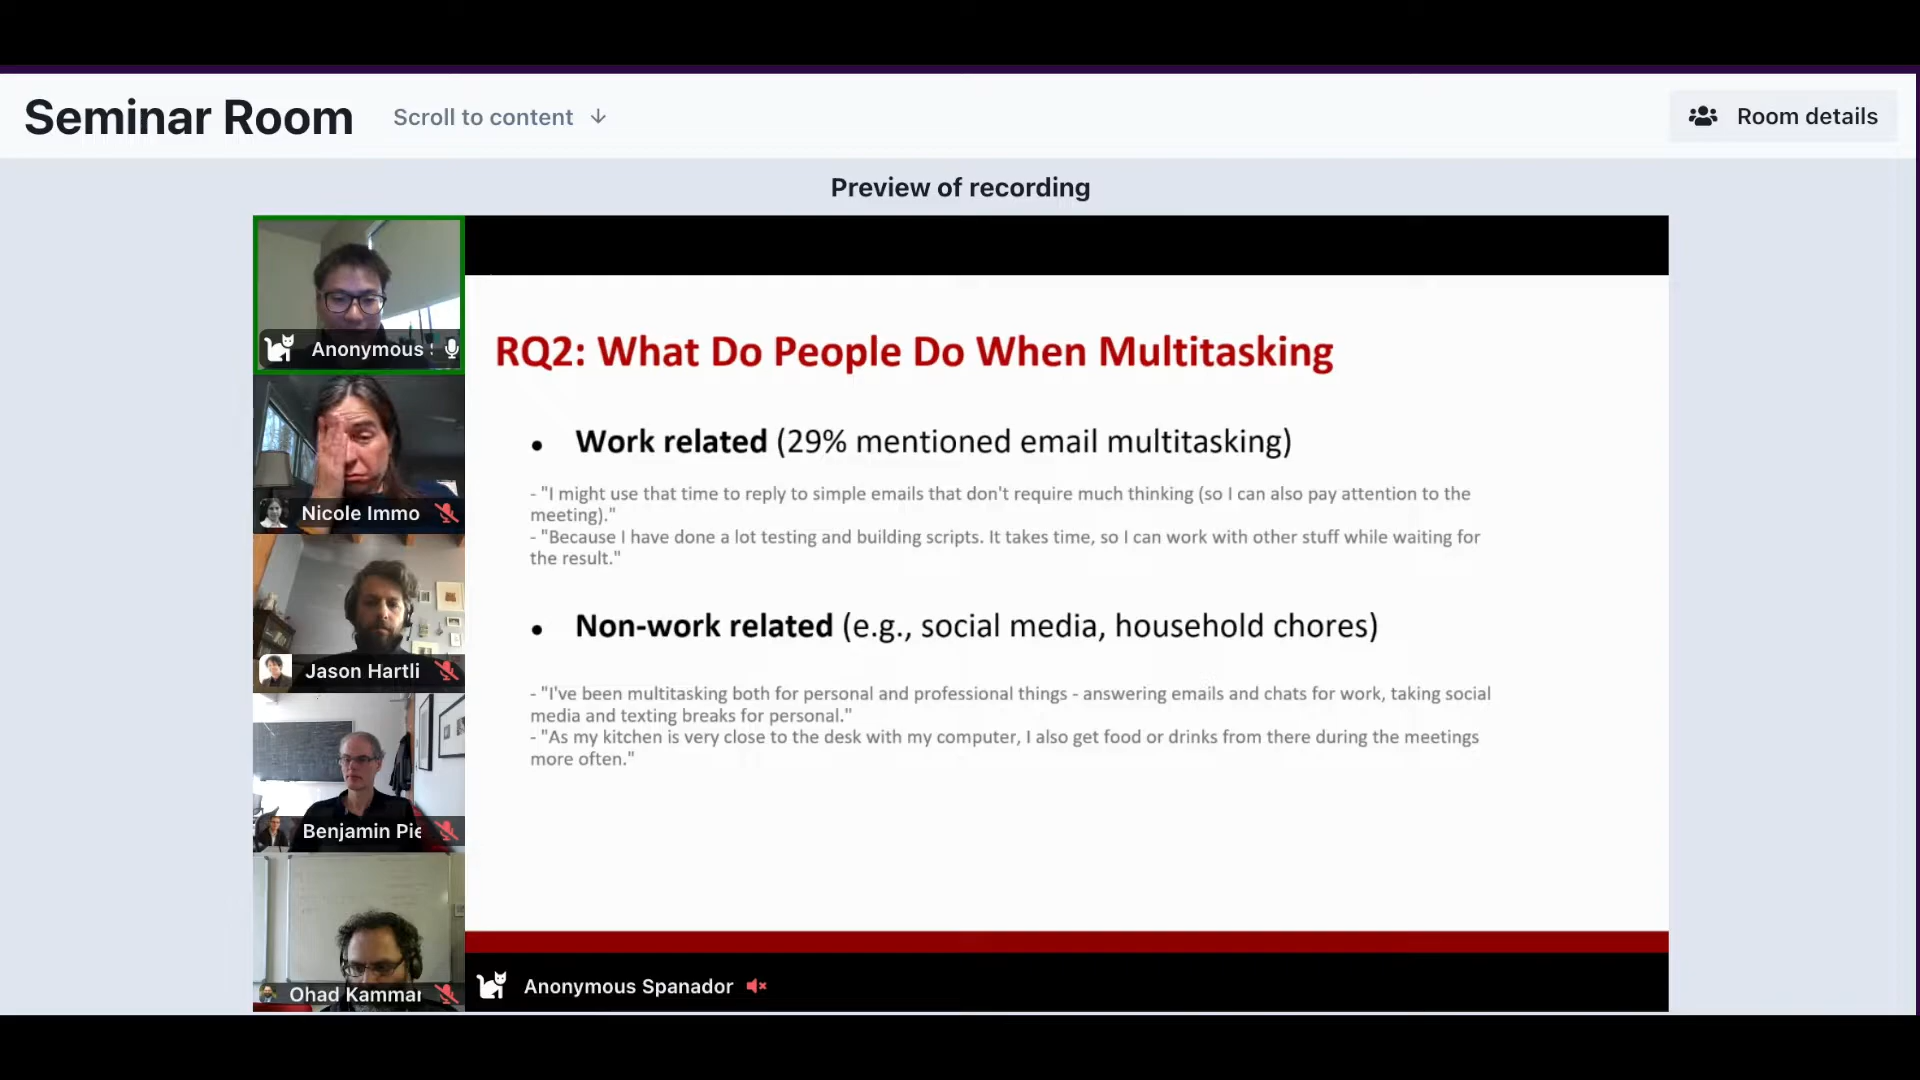 Seminar Room
Scroll to content ↓
Room details
Preview of recording
Anonymous
Nicole Immo
Jason Hartli
Benjamin Pie
Ohad Kammar
RQ2: What Do People Do When Multitasking
• Work related (29% mentioned email multitasking)
- "I might use that time to reply to simple emails that don't require much thinking (so I can also pay attention to the
meeting)."
- "Because I have done a lot testing and building scripts. It takes time, so I can work with other stuff while waiting for
the result."
• Non-work related (e.g., social media, household chores)
- "I've been multitasking both for personal and professional things - answering emails and chats for work, taking social
media and texting breaks for personal."
- "As my kitchen is very close to the desk with my computer, I also get food or drinks from there during the meetings
more often."
Anonymous Spanador